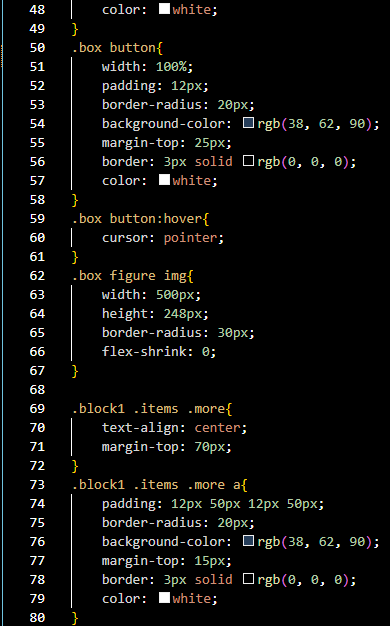 48 color: white;
49 }
50 .box button{
51 width: 100%;
52 padding: 12px;
53 border-radius: 20px;
54 background-color: rgb(38, 62, 90);
55 margin-top: 25px;
56 border: 3px solid rgb(0, 0, 0);
57 color: white;
58 }
59 .box button:hover{
60 cursor: pointer;
61 }
62 .box figure img{
63 width: 500px;
64 height: 248px;
65 border-radius: 30px;
66 flex-shrink: 0;
67 }
68
69 .block1 .items .more{
70 text-align: center;
71 margin-top: 70px;
72 }
73 .block1 .items .more a{
74 padding: 12px 50px 12px 50px;
75 border-radius: 20px;
76 background-color: rgb(38, 62, 90);
77 margin-top: 15px;
78 border: 3px solid rgb(0, 0, 0);
79 color: white;
80 }